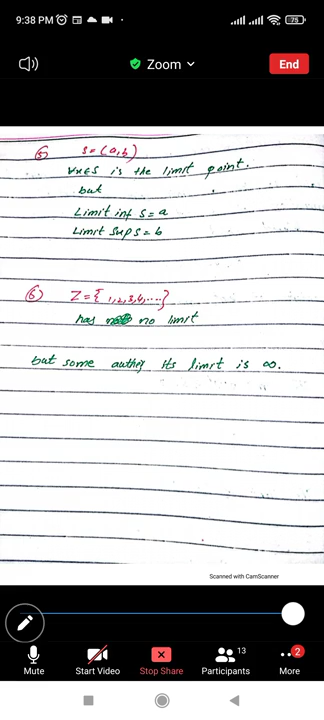 9:38 PM
75
Zoom
End
⑤ S = (a,b)
∀x∈S is the limit point.
but
Limit inf S = a
Limit Sup S = b
⑥ Z = { 1,2,3,4,....}
has no limit
but some its limit is ∞.
Scanned with CamScanner
Mute
Start Video
Stop Share
13
Participants
2
More